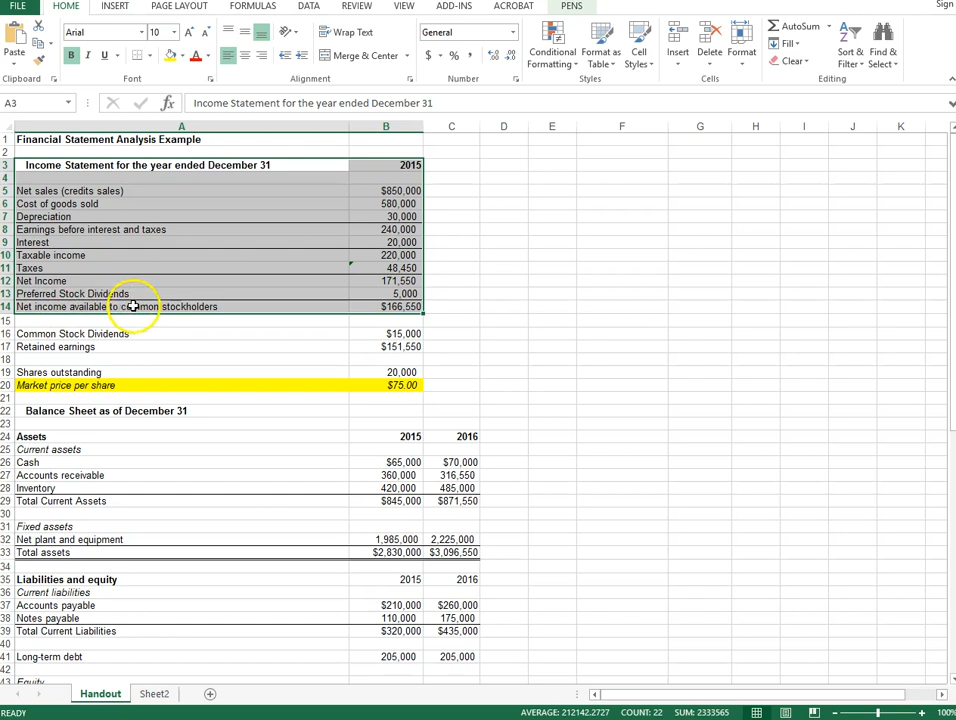 FILE HOME INSERT PAGE LAYOUT FORMULAS DATA REVIEW VIEW ADD-INS ACROBAT PENS Sign
Paste
Arial 10
B I U
Wrap Text
Merge & Center
General
$ %
Conditional Formatting
Format as Table
Cell Styles
Insert Delete Format
AutoSum
Fill
Clear
Sort & Filter
Find & Select
Clipboard Font Alignment Number Styles Cells Editing
A3 fx Income Statement for the year ended December 31
A B C D E F G H I J K
1 Financial Statement Analysis Example
2
3 Income Statement for the year ended December 31 2015
4
5 Net sales (credits sales) $850,000
6 Cost of goods sold 580,000
7 Depreciation 30,000
8 Earnings before interest and taxes 240,000
9 Interest 20,000
10 Taxable income 220,000
11 Taxes 48,450
12 Net Income 171,550
13 Preferred Stock Dividends 5,000
14 Net income available to common stockholders $166,550
15
16 Common Stock Dividends $15,000
17 Retained earnings $151,550
18
19 Shares outstanding 20,000
20 Market price per share $75.00
21
22 Balance Sheet as of December 31
23
24 Assets 2015 2016
25 Current assets
26 Cash $65,000 $70,000
27 Accounts receivable 360,000 316,550
28 Inventory 420,000 485,000
29 Total Current Assets $845,000 $871,550
30
31 Fixed assets
32 Net plant and equipment 1,985,000 2,225,000
33 Total assets $2,830,000 $3,096,550
34
35 Liabilities and equity 2015 2016
36 Current liabilities
37 Accounts payable $210,000 $260,000
38 Notes payable 110,000 175,000
39 Total Current Liabilities $320,000 $435,000
40
41 Long-term debt 205,000 205,000
42
43 Equity
Handout Sheet2
READY AVERAGE: 212142.2727 COUNT: 22 SUM: 2333565 100%